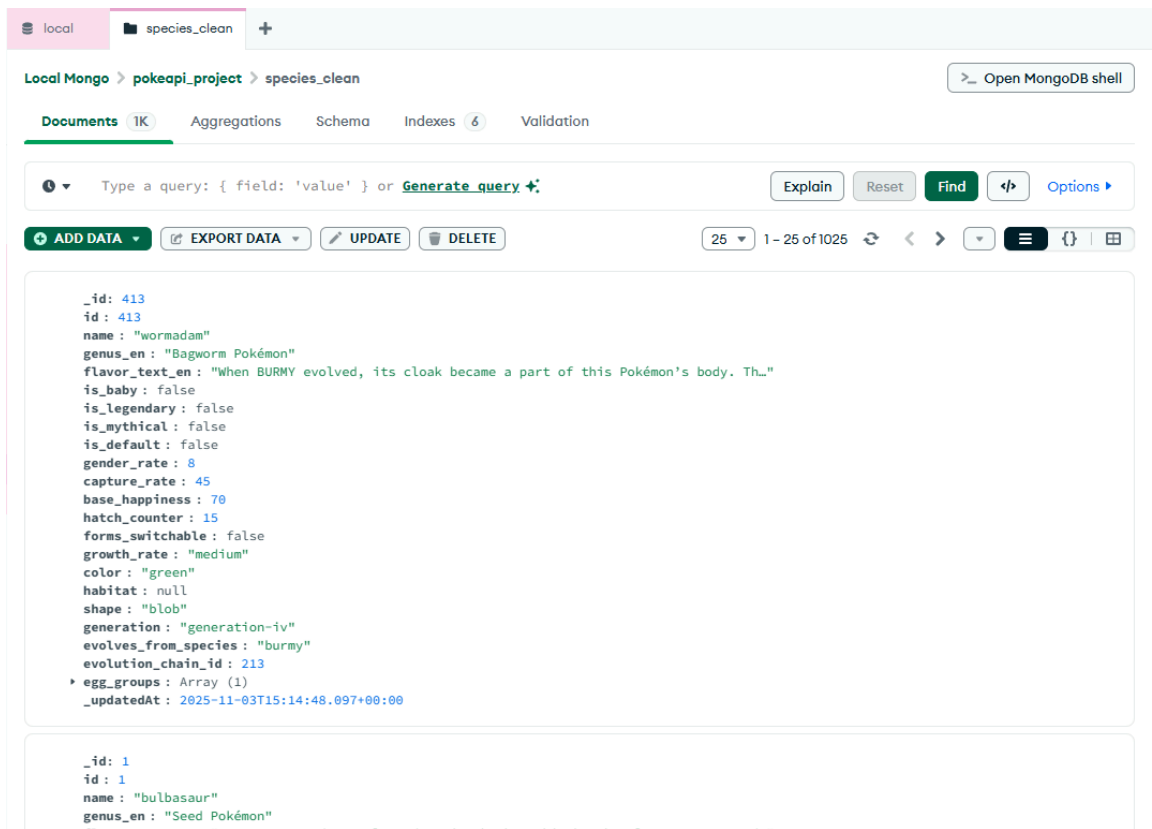 local
species_clean
Local Mongo > pokeapi_project > species_clean
>_ Open MongoDB shell
Documents 1K Aggregations Schema Indexes 6 Validation
Type a query: { field: 'value' } or Generate query
Explain Reset Find </> Options
ADD DATA EXPORT DATA UPDATE DELETE
25 1 – 25 of 1025 {}
_id: 413
id : 413
name : "wormadam"
genus_en : "Bagworm Pokémon"
flavor_text_en : "When BURMY evolved, its cloak became a part of this Pokémon’s body. Th…"
is_baby : false
is_legendary : false
is_mythical : false
is_default : false
gender_rate : 8
capture_rate : 45
base_happiness : 70
hatch_counter : 15
forms_switchable : false
growth_rate : "medium"
color : "green"
habitat : null
shape : "blob"
generation : "generation-iv"
evolves_from_species : "burmy"
evolution_chain_id : 213
egg_groups : Array (1)
_updatedAt : 2025-11-03T15:14:48.097+00:00
_id: 1
id : 1
name : "bulbasaur"
genus_en : "Seed Pokémon"